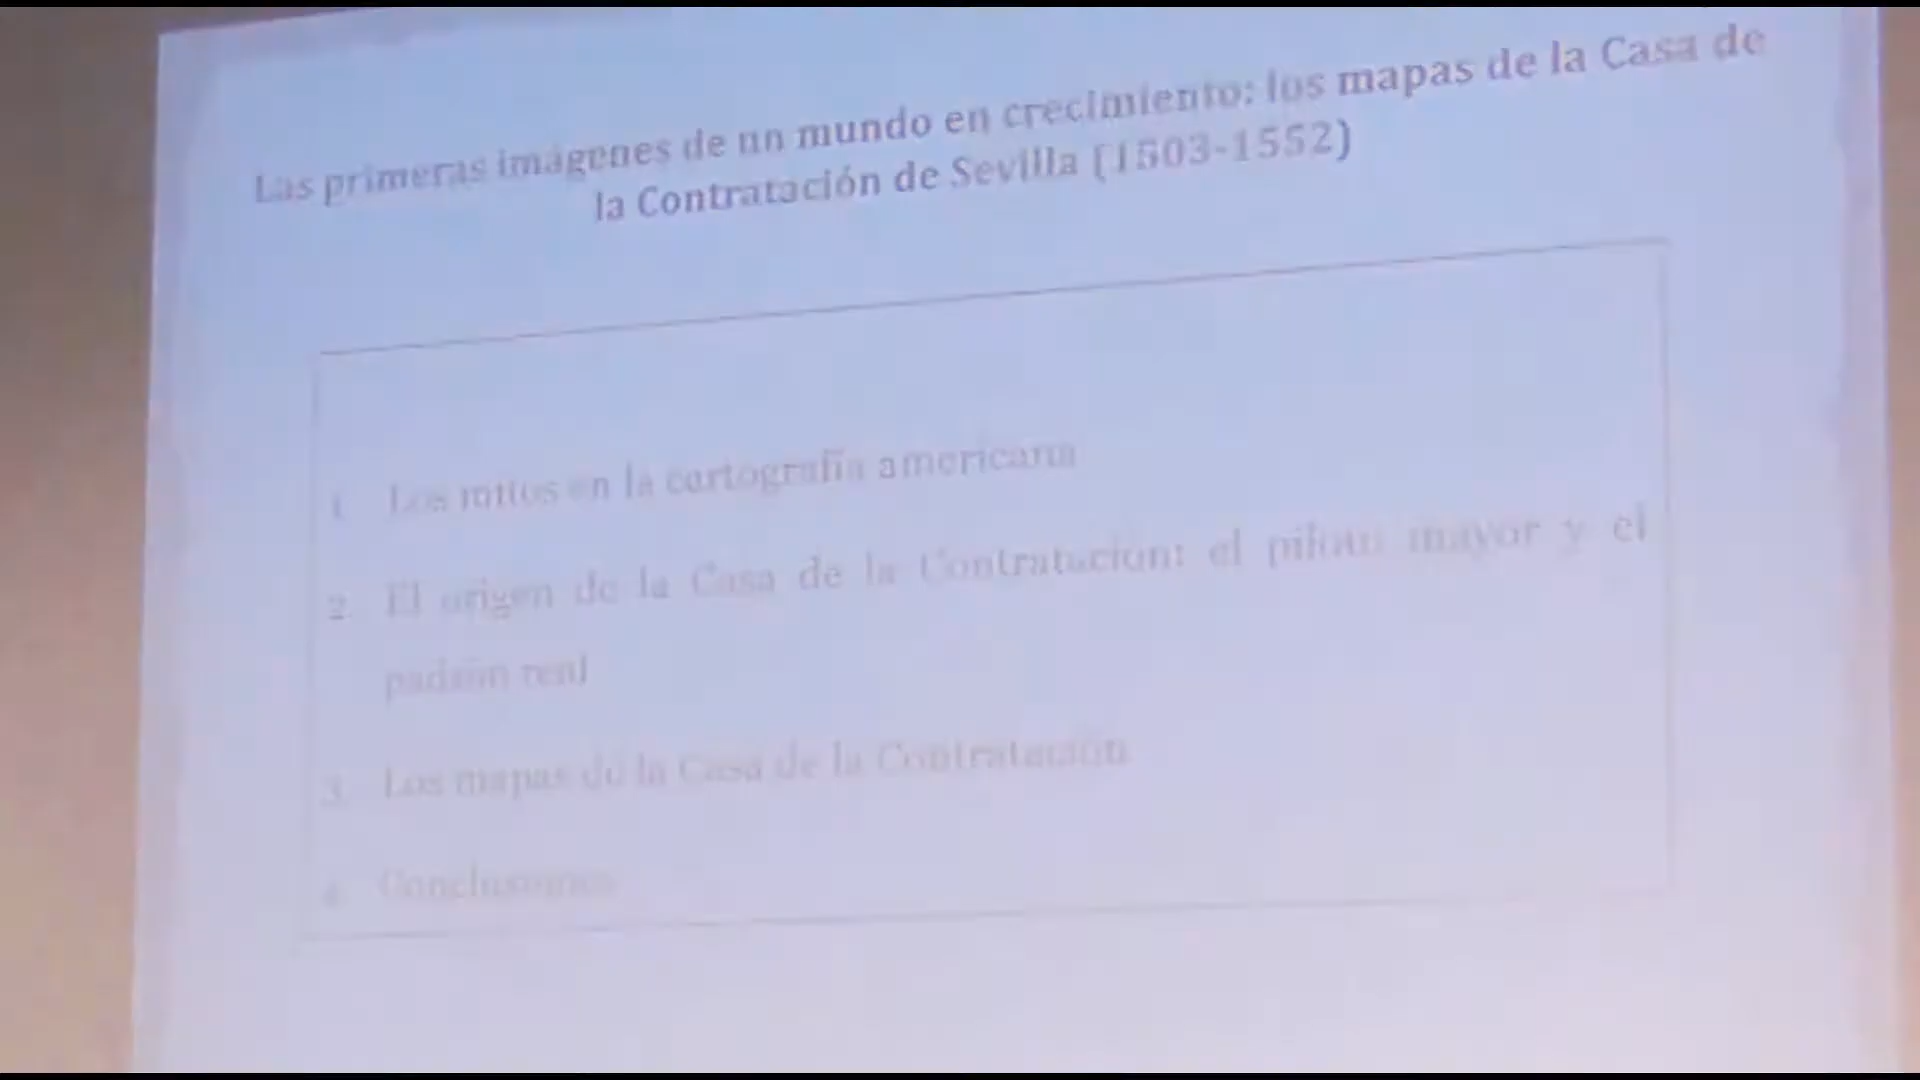 Las primeras imágenes de un mundo en crecimiento: los mapas de la Casa de
la Contratación de Sevilla (1503-1552)
1. Los mitos en la cartografía americana
2. El origen de la Casa de la Contratación: el piloto mayor y el
padrón real
3. Los mapas de la Casa de la Contratación
4. Conclusiones